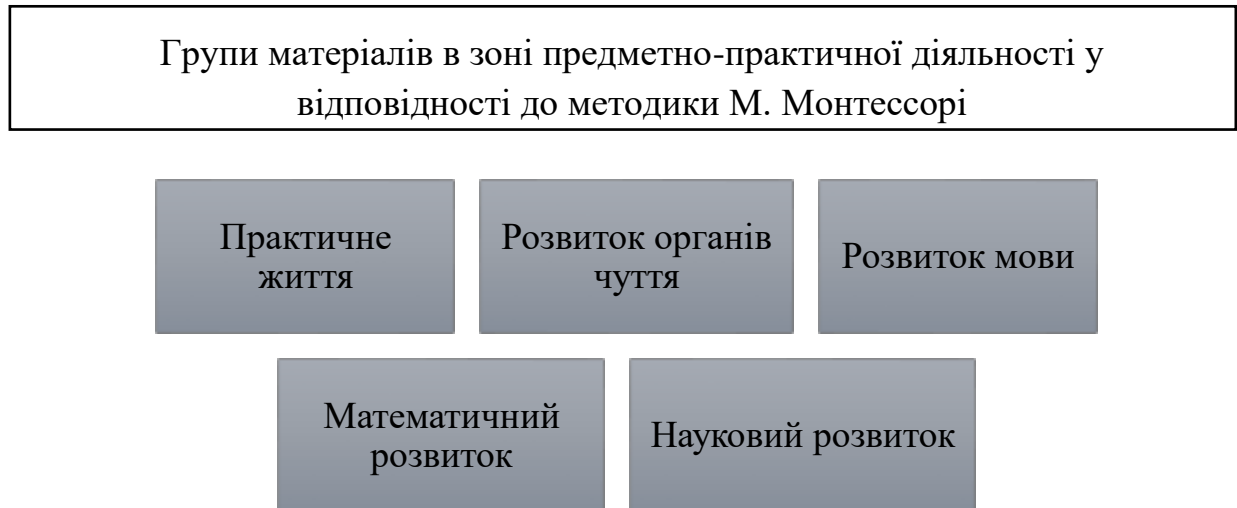 Групи матеріалів в зоні предметно-практичної діяльності у
відповідності до методики М. Монтессорі
Практичне
життя
Розвиток органів
чуття
Розвиток мови
Математичний
розвиток
Науковий розвиток